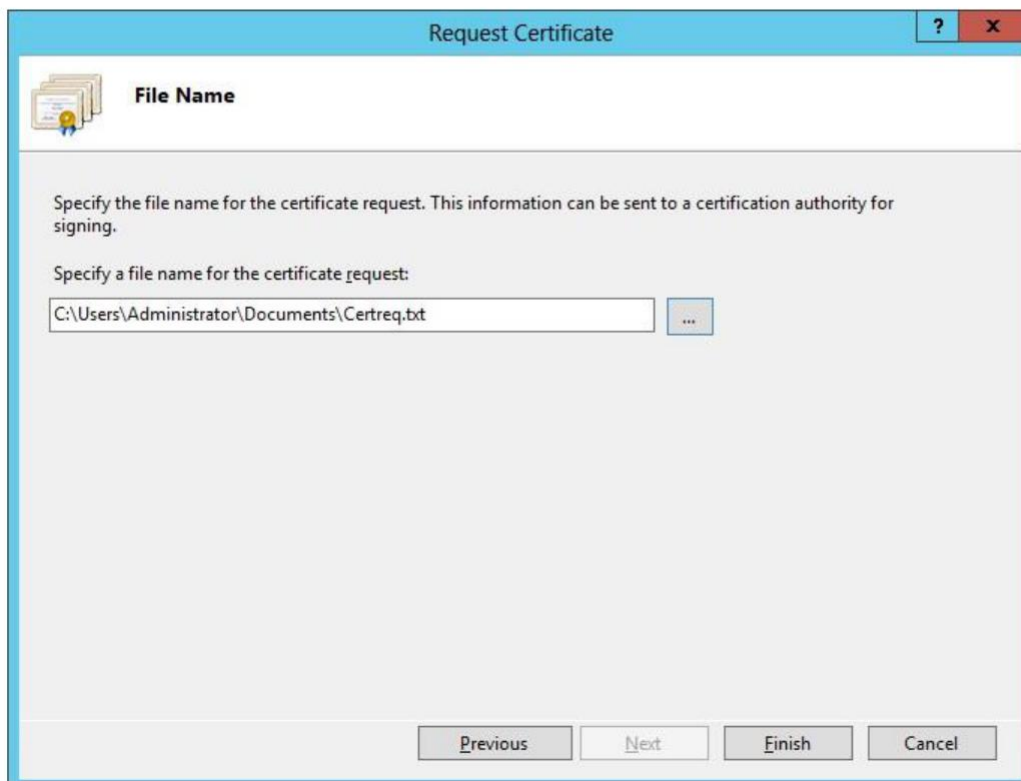 Request Certificate
?
x
File Name
Specify the file name for the certificate request. This information can be sent to a certification authority for
signing.
Specify a file name for the certificate request:
C:\Users\Administrator\Documents\Certreq.txt
...
Previous
Next
Finish
Cancel